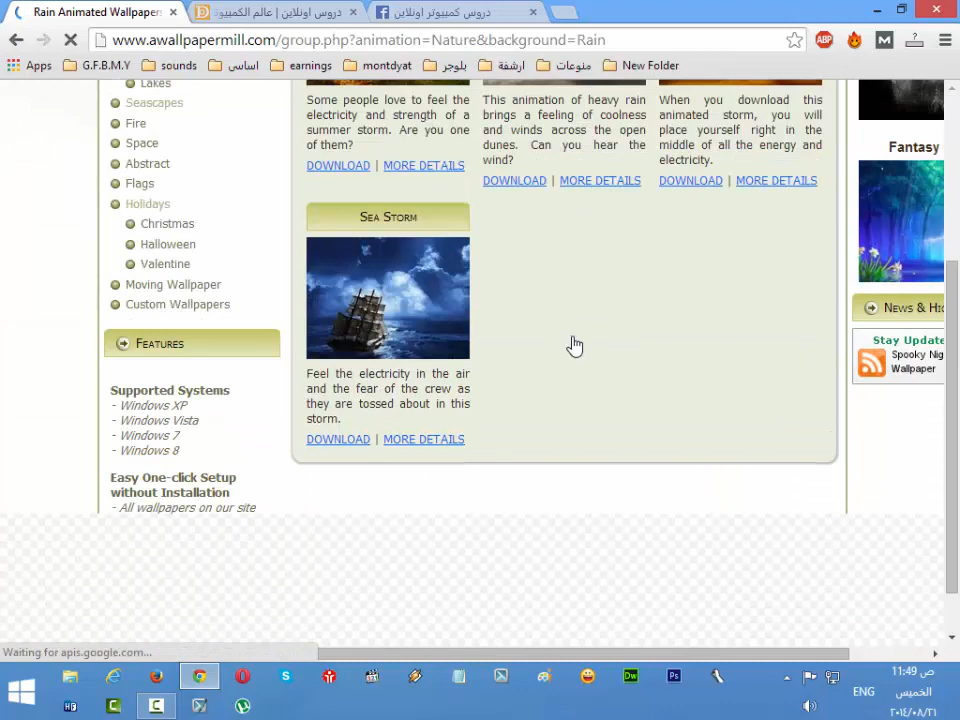 Rain Animated Wallpapers
دروس اونلاين | عالم الكمبيو
دروس كمبيوتر اونلاين
www.awallpapermill.com/group.php?animation=Nature&background=Rain
Apps G.F.B.M.Y sounds اساسى earnings montdyat بلوجر ارشفة منوعات New Folder
Lakes
Seascapes
Fire
Space
Abstract
Flags
Holidays
Christmas
Halloween
Valentine
Moving Wallpaper
Custom Wallpapers
Features
Supported Systems
- Windows XP
- Windows Vista
- Windows 7
- Windows 8
Easy One-click Setup
without Installation
- All wallpapers on our site
Some people love to feel the
electricity and strength of a
summer storm. Are you one
of them?
DOWNLOAD | MORE DETAILS
This animation of heavy rain
brings a feeling of coolness
and winds across the open
dunes. Can you hear the
wind?
DOWNLOAD | MORE DETAILS
When you download this
animated storm, you will
place yourself right in the
middle of all the energy and
electricity.
DOWNLOAD | MORE DETAILS
Sea Storm
Feel the electricity in the air
and the fear of the crew as
they are tossed about in this
storm.
DOWNLOAD | MORE DETAILS
Fantasy
News & Hi
Stay Update
Spooky Nig
Wallpaper
Waiting for apis.google.com...
ENG
11:49 ص
الخميس
٢٠١٤/٠٨/٢١